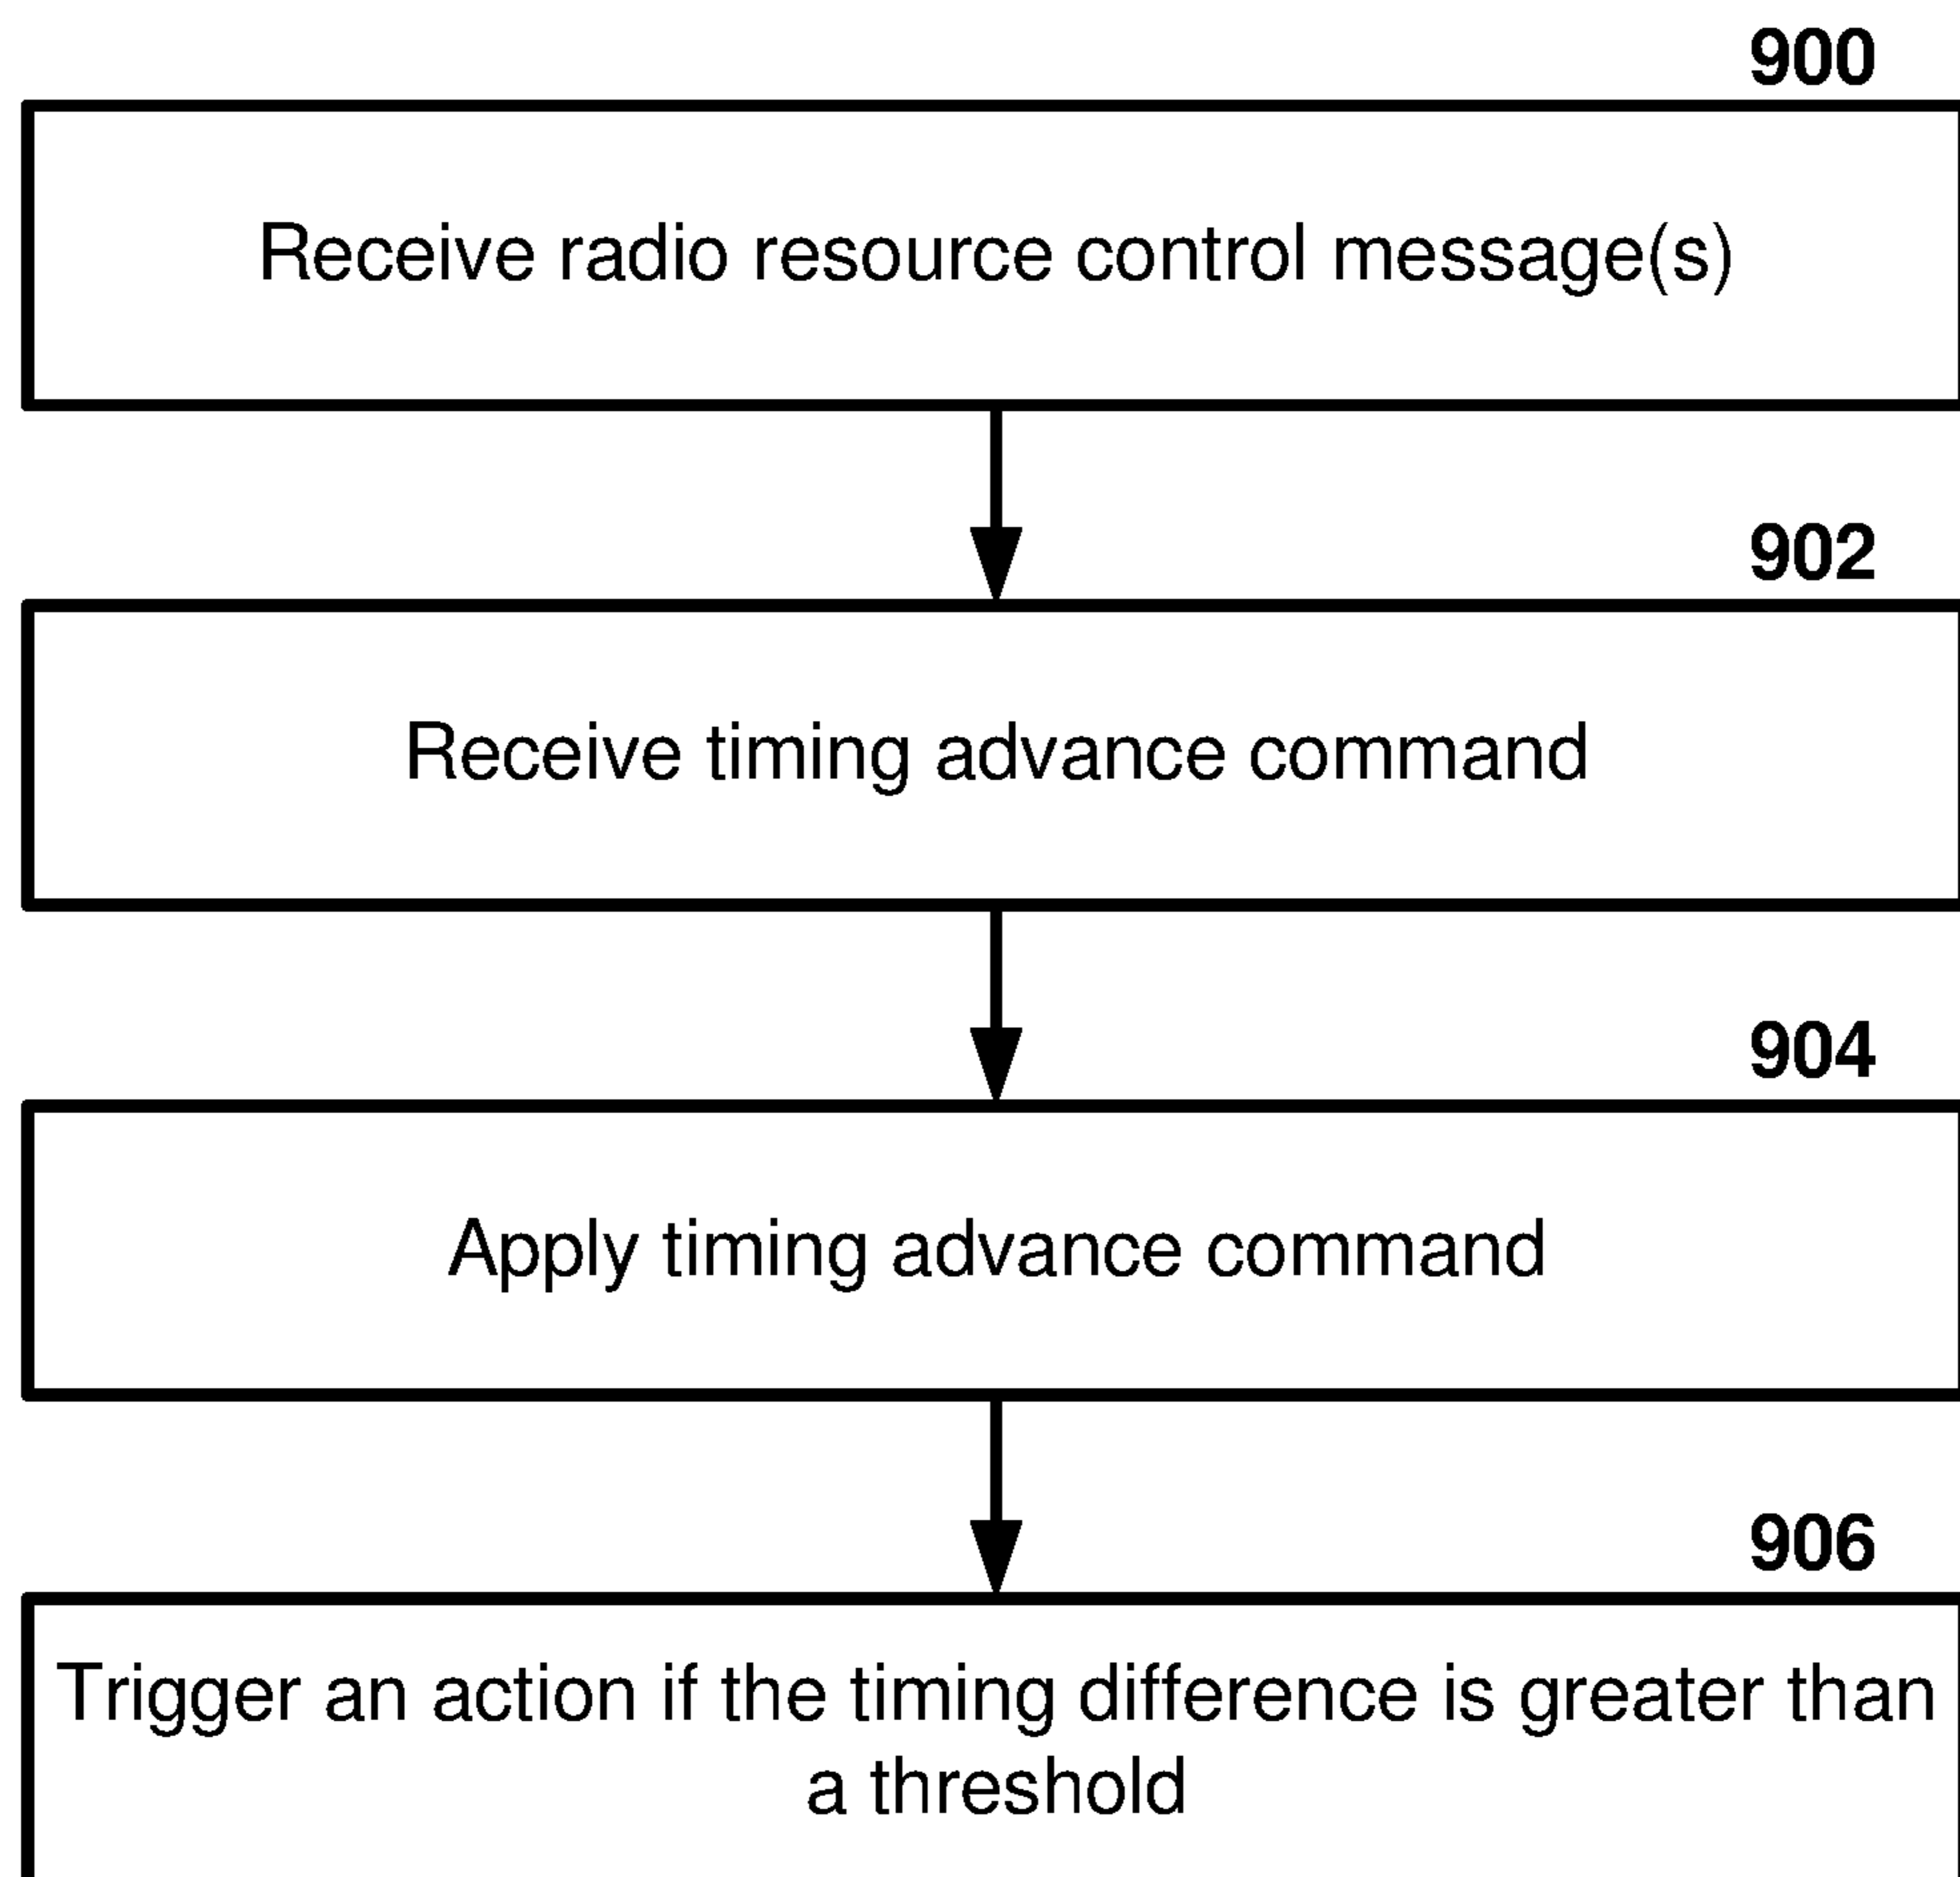 900
Receive radio resource control message(s)
902
Receive timing advance command
904
Apply timing advance command
906
Trigger an action if the timing difference is greater than
a threshold